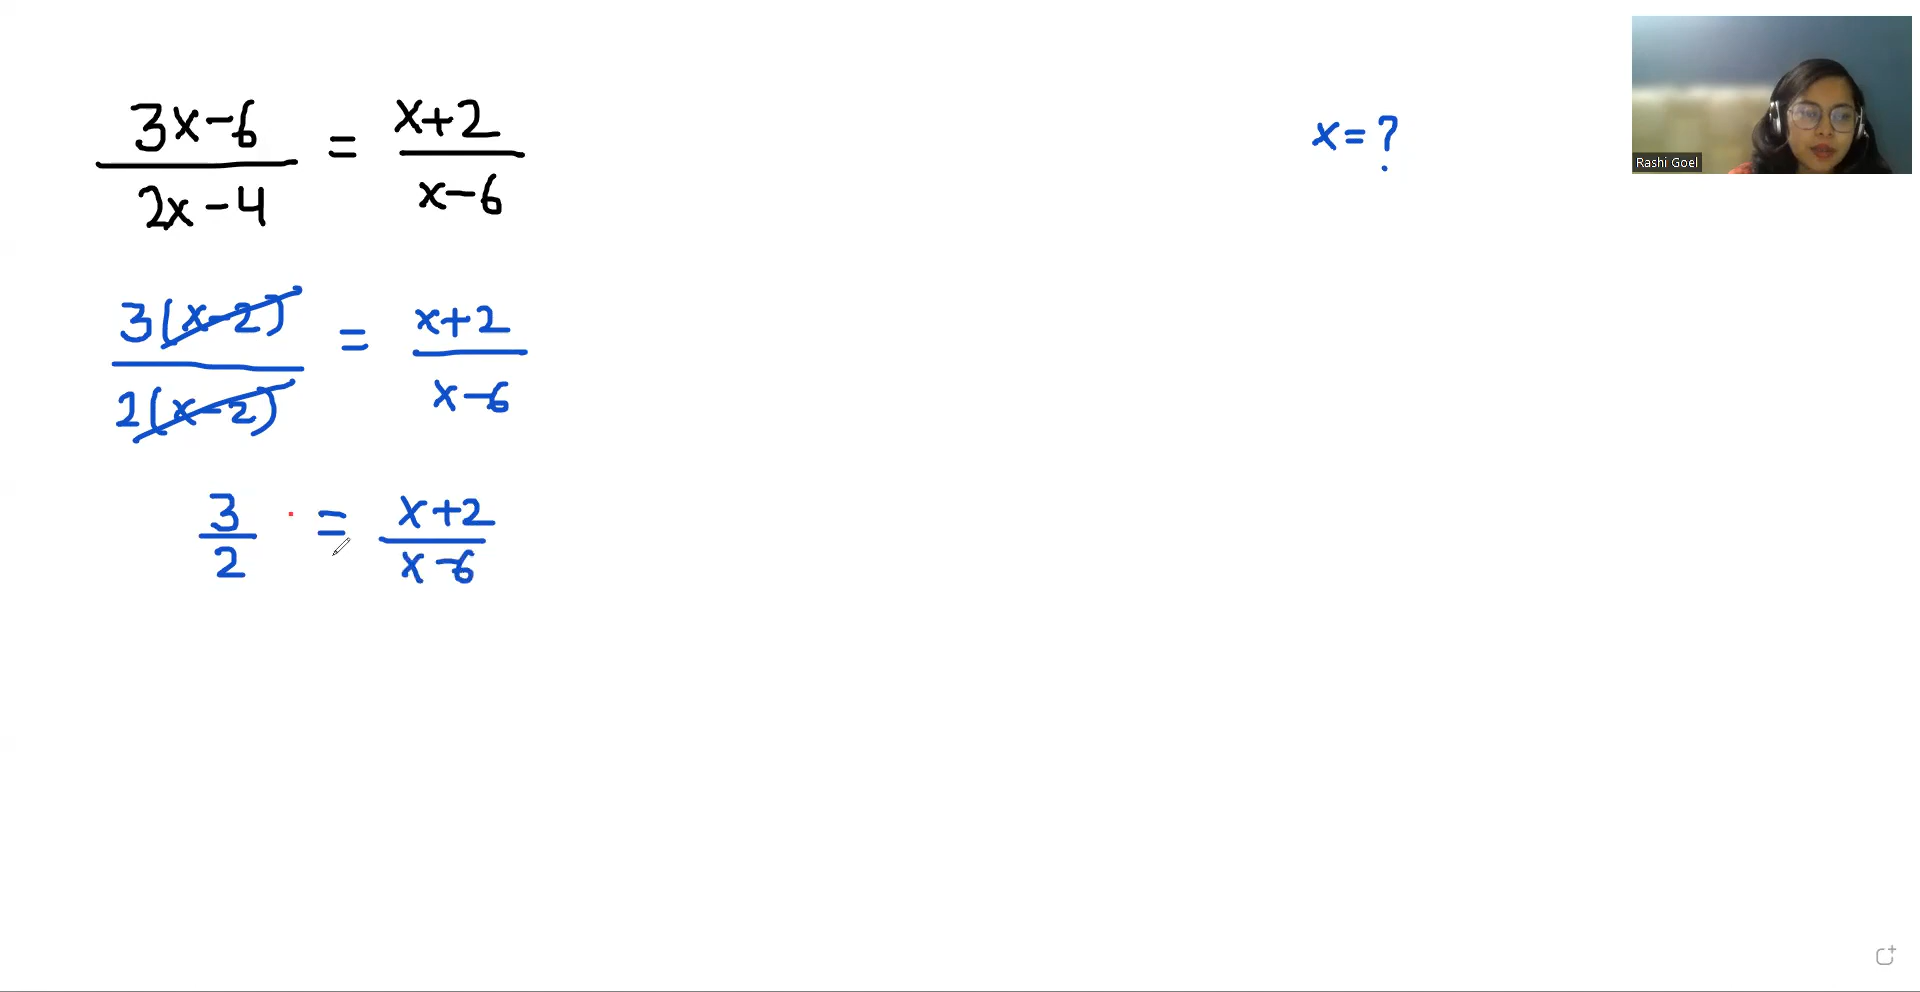 3x-6 / 2x-4 = x+2 / x-6
x=?
Rashi Goel
3(x-2) / 2(x-2) = x+2 / x-6
3 / 2 = x+2 / x-6